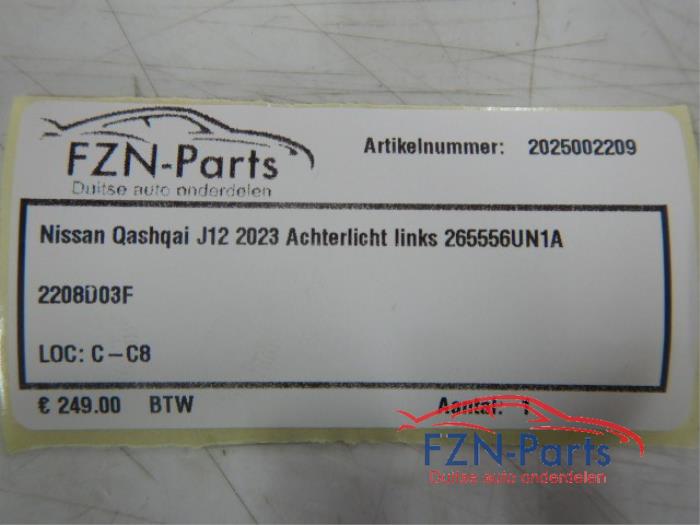 FZN-Parts
Duitse auto onderdelen
Artikelnummer: 2025002209
Nissan Qashqai J12 2023 Achterlicht links 265556UN1A
2208D03F
LOC: C-C8
€ 249.00 BTW
Aantal: 1
FZN-Parts
Duitse auto onderdelen